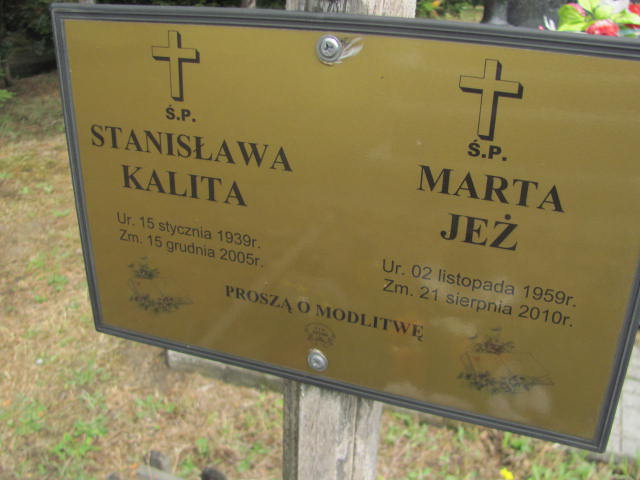 Ś.P.
STANISŁAWA
KALITA
Ur. 15 stycznia 1939r.
Zm. 15 grudnia 2005r.
Ś.P.
MARTA
JEŻ
Ur. 02 listopada 1959r.
Zm. 21 sierpnia 2010r.
PROSZĄ O MODLITWĘ